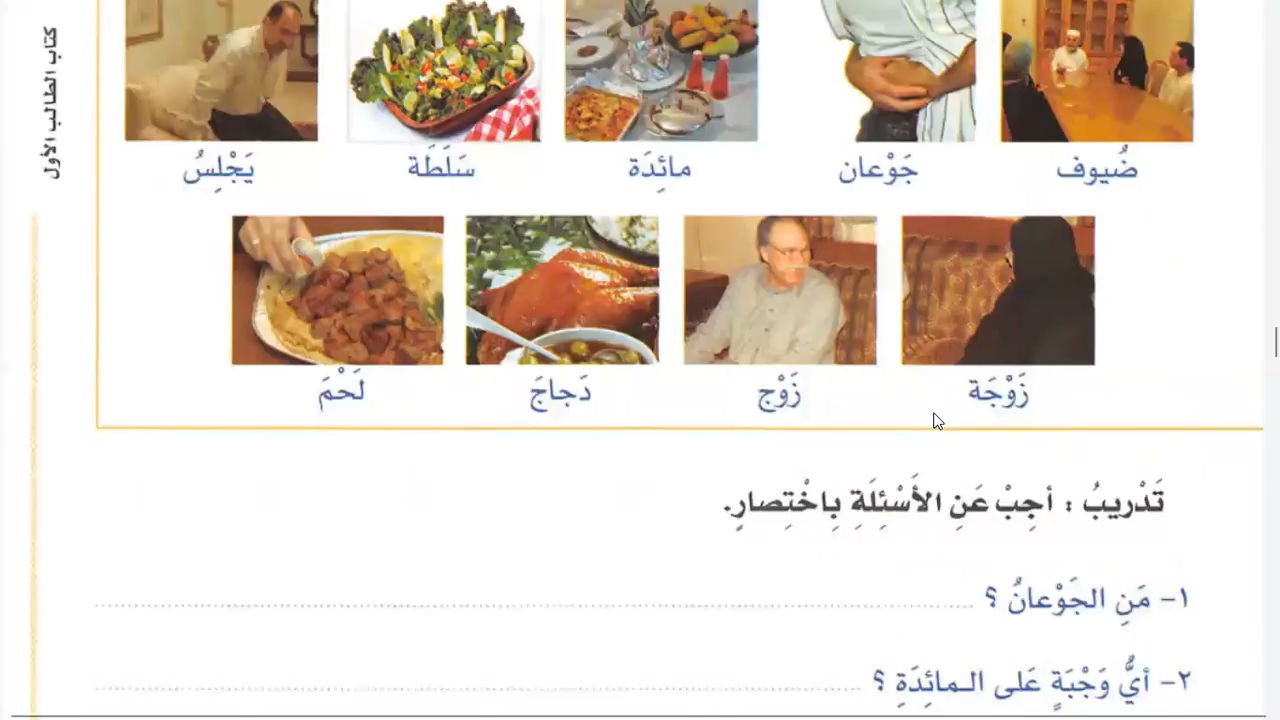 كتاب الطالب الأول
ضُيوف
جَوْعان
مائِدَة
سَلَطَة
يَجْلِسُ
زَوْجَة
زَوْج
دَجاجَ
لَحْمَ
تَدْريبُ : أجِبْ عَنِ الأَسْئِلَةِ بِاخْتِصارٍ.
١- مَنِ الجَوْعانُ ؟
٢- أيُّ وَجْبَةٍ عَلى المائِدَةِ ؟